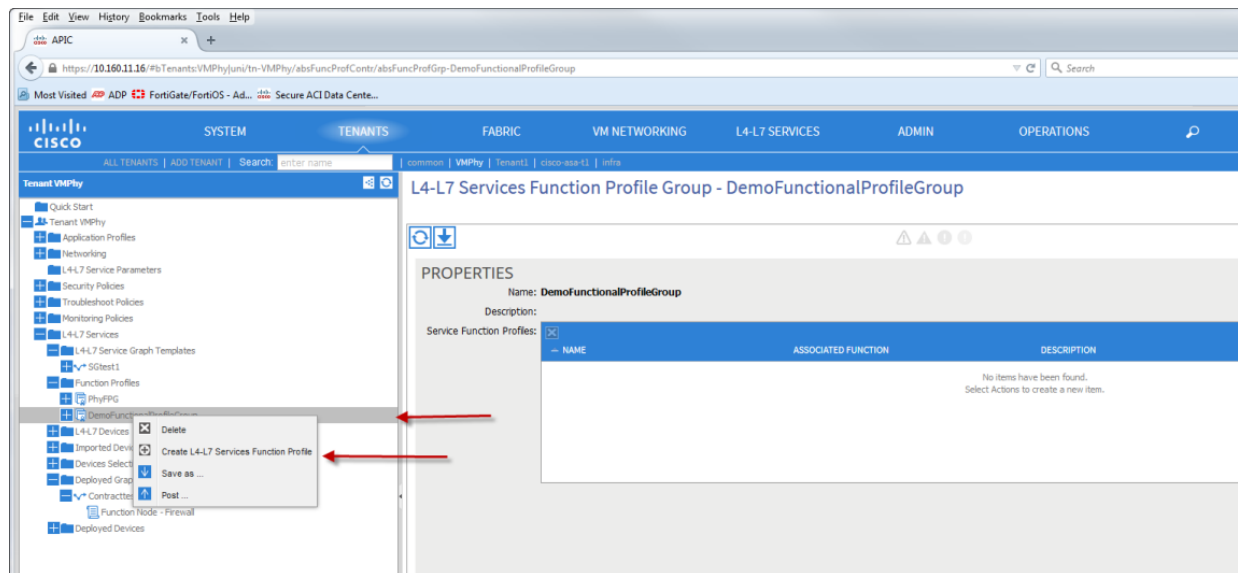 File Edit View History Bookmarks Tools Help
APIC
https://10.160.11.16/#bTenants:VMPhy|uni/tn-VMPhy/absFuncProfContr/absFuncProfGrp-DemoFunctionalProfileGroup
Search
Most Visited ADP FortiGate/FortiOS - Ad... Secure ACI Data Cente...
CISCO SYSTEM TENANTS FABRIC VM NETWORKING L4-L7 SERVICES ADMIN OPERATIONS
ALL TENANTS | ADD TENANT | Search: enter name | common | VMPhy | Tenant1 | cisco-asa-t1 | infra
Tenant VMPhy
Quick Start
Tenant VMPhy
Application Profiles
Networking
L4-L7 Service Parameters
Security Policies
Troubleshoot Policies
Monitoring Policies
L4-L7 Services
L4-L7 Service Graph Templates
SGtest1
Function Profiles
PhyFPG
DemoFunctionalProfileGroup
L4-L7 Devices
Imported Devi
Devices Select
Deployed Grap
Contracttes
Function Node - Firewall
Deployed Devices
Delete
Create L4-L7 Services Function Profile
Save as ...
Post ...
L4-L7 Services Function Profile Group - DemoFunctionalProfileGroup
PROPERTIES
Name: DemoFunctionalProfileGroup
Description:
Service Function Profiles:
NAME ASSOCIATED FUNCTION DESCRIPTION
No items have been found.
Select Actions to create a new item.